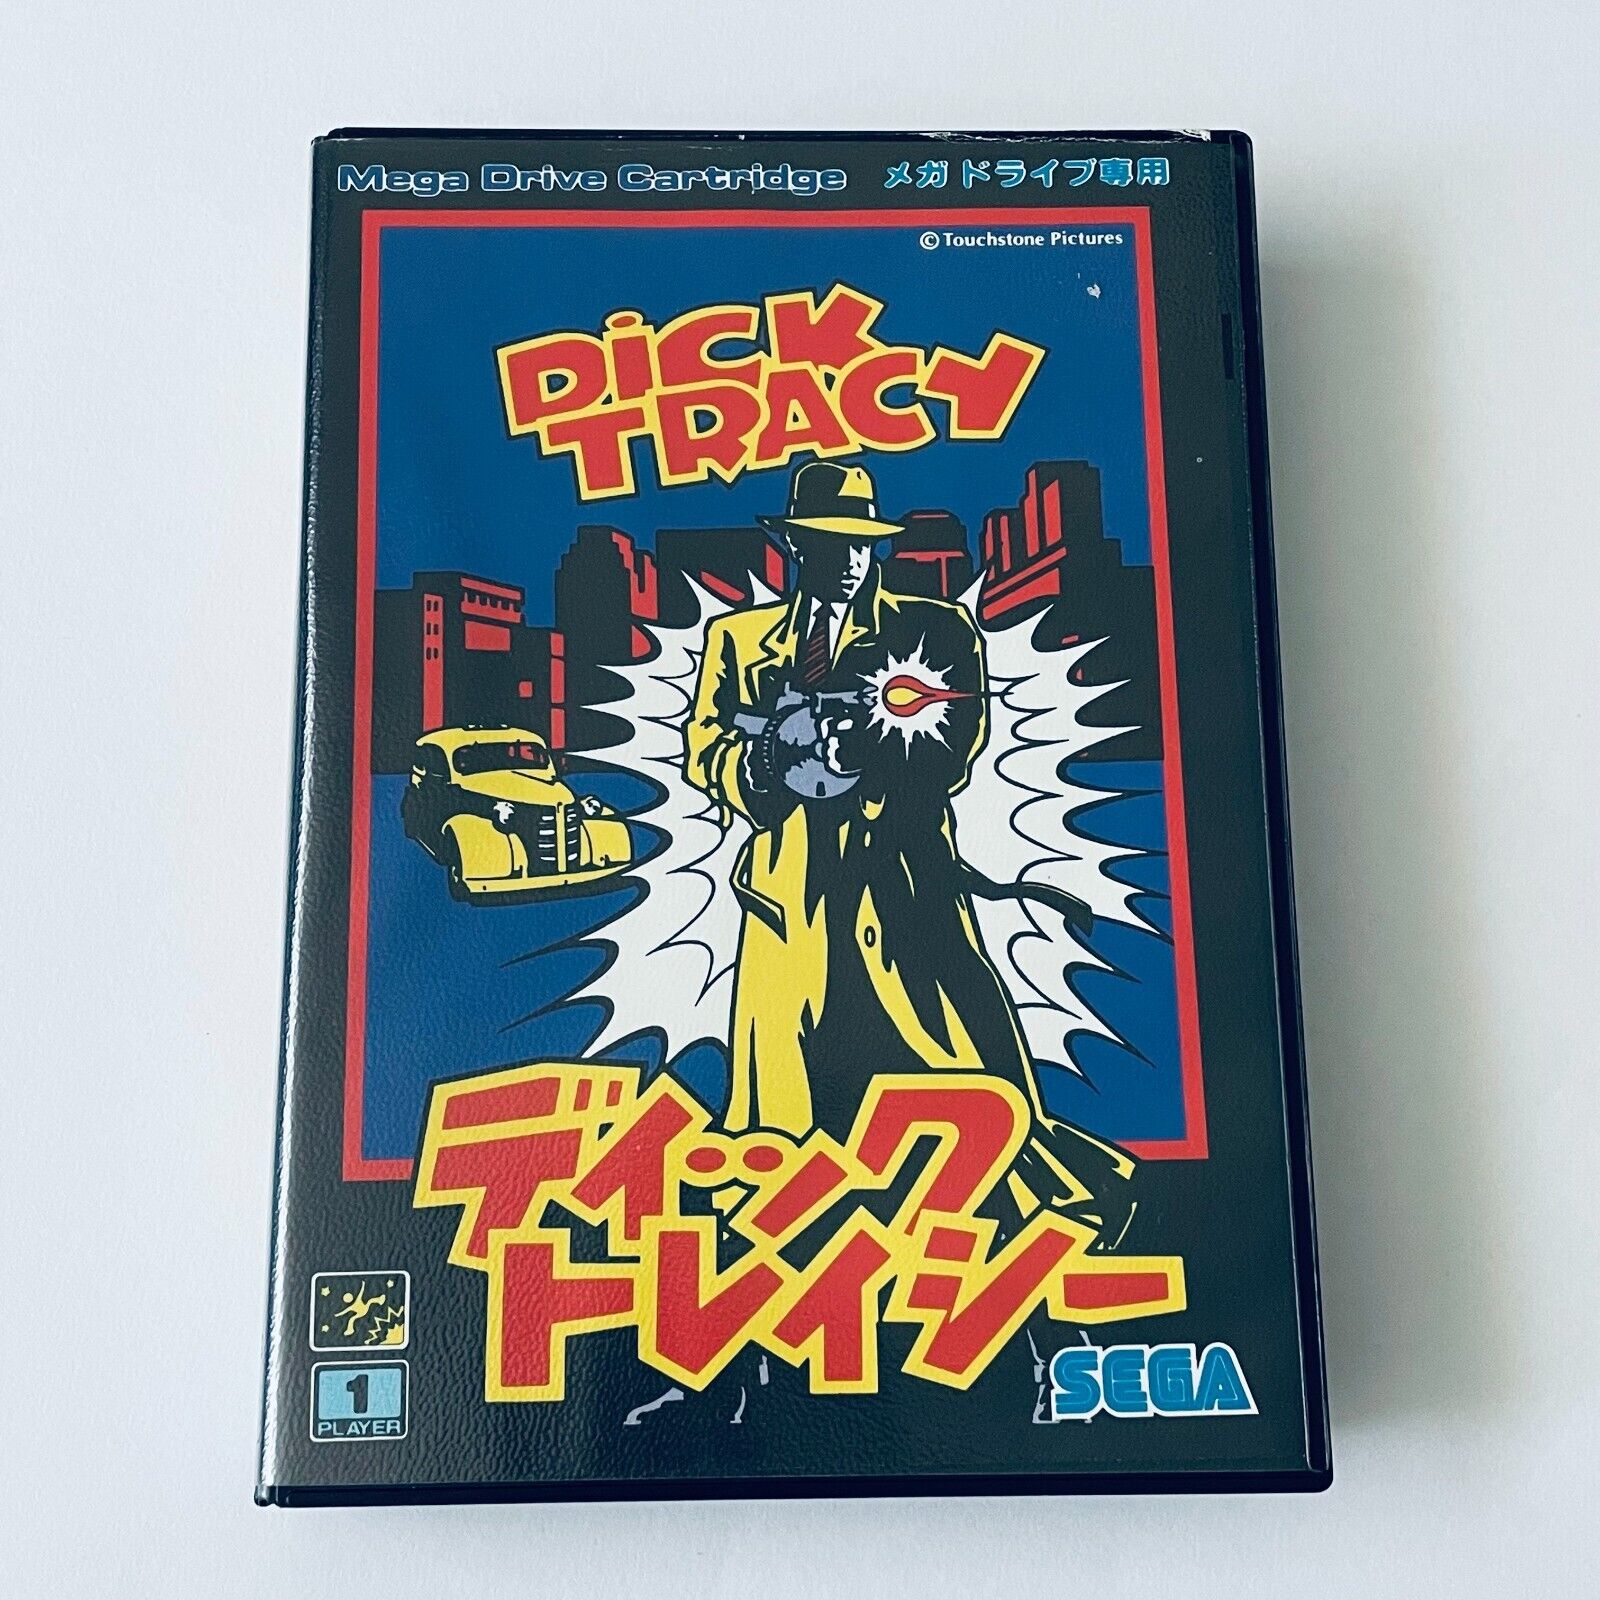 Mega Drive Cartridge メガドライブ専用
© Touchstone Pictures
DiCK
TRACY
ディック
トレイシー
1
PLAYER
SEGA